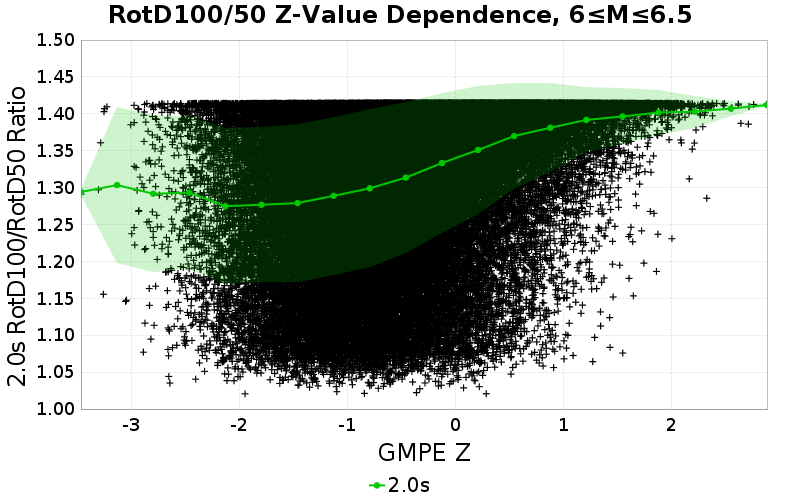 RotD100/50 Z-Value Dependence, 6≤M≤6.5
2.0s RotD100/RotD50 Ratio
1.50
1.45
1.40
1.35
1.30
1.25
1.20
1.15
1.10
1.05
1.00
-3 -2 -1 0 1 2
GMPE Z
2.0s